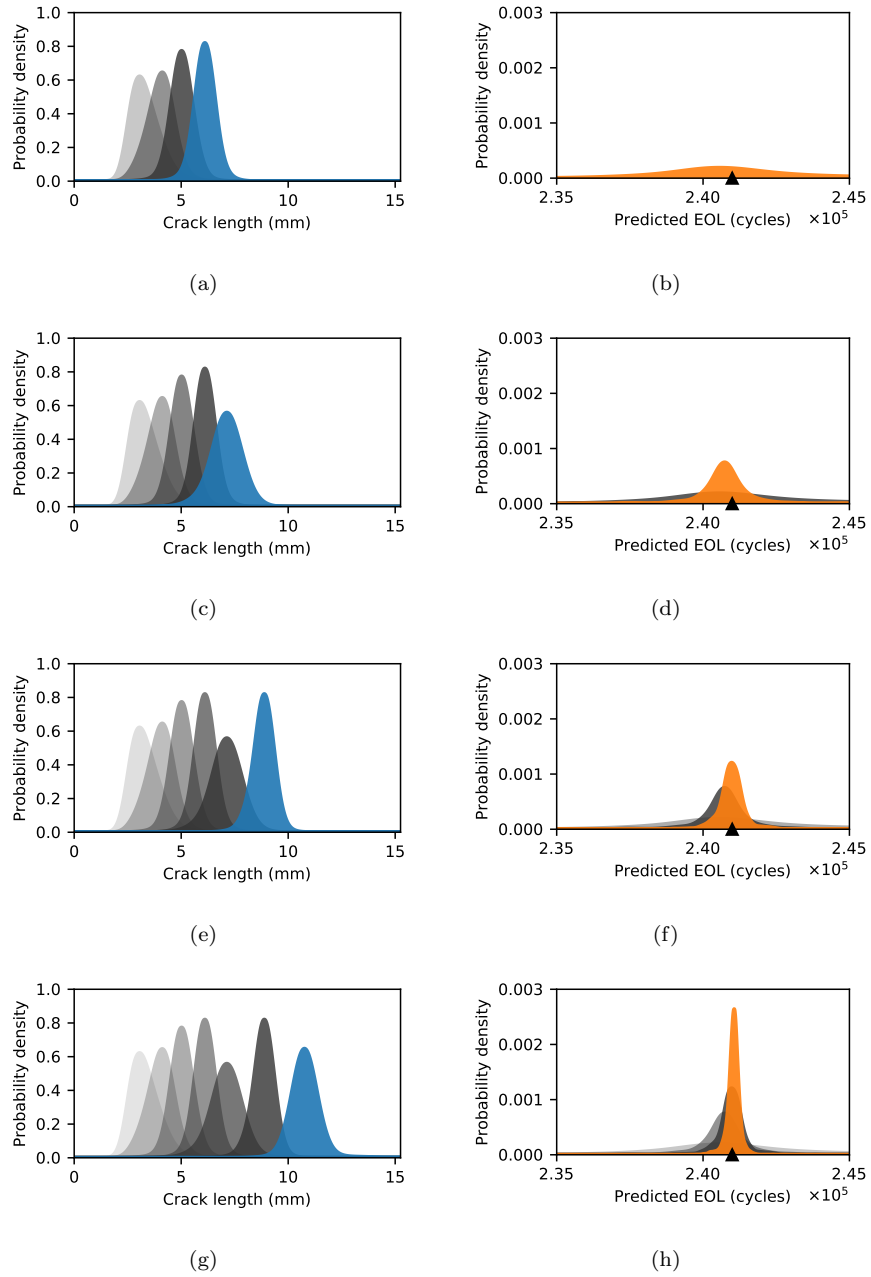 1.0
0.8
0.6
0.4
0.2
0.0
Probability density
0 5 10 15
Crack length (mm)
(a)
0.003
0.002
0.001
0.000
Probability density
2.35 2.40 2.45
Predicted EOL (cycles) ×10⁵
(b)
1.0
0.8
0.6
0.4
0.2
0.0
Probability density
0 5 10 15
Crack length (mm)
(c)
0.003
0.002
0.001
0.000
Probability density
2.35 2.40 2.45
Predicted EOL (cycles) ×10⁵
(d)
1.0
0.8
0.6
0.4
0.2
0.0
Probability density
0 5 10 15
Crack length (mm)
(e)
0.003
0.002
0.001
0.000
Probability density
2.35 2.40 2.45
Predicted EOL (cycles) ×10⁵
(f)
1.0
0.8
0.6
0.4
0.2
0.0
Probability density
0 5 10 15
Crack length (mm)
(g)
0.003
0.002
0.001
0.000
Probability density
2.35 2.40 2.45
Predicted EOL (cycles) ×10⁵
(h)